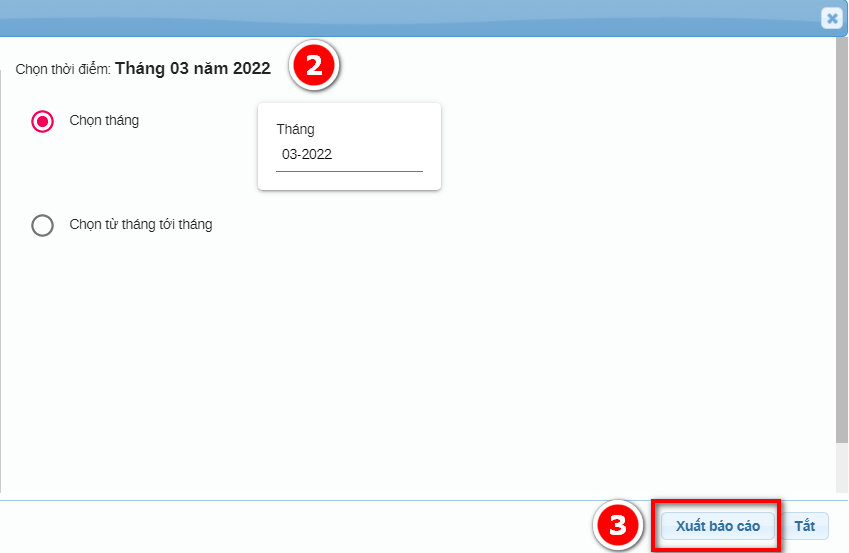 Chọn thời điểm: Tháng 03 năm 2022
2
Chọn tháng
Tháng
03-2022
Chọn từ tháng tới tháng
3
Xuất báo cáo
Tắt